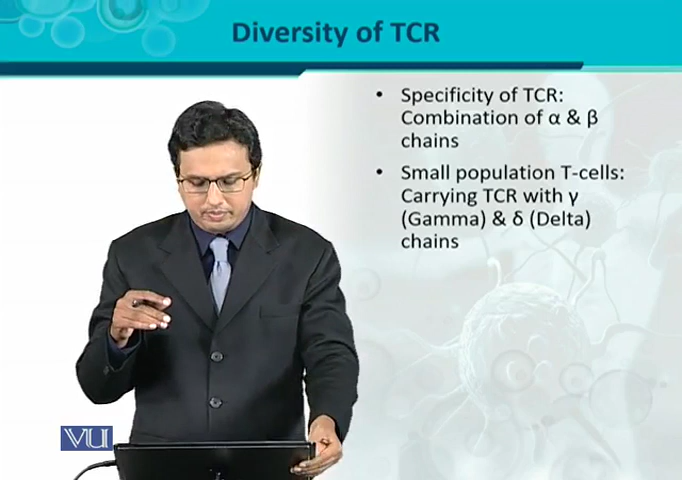 Diversity of TCR
• Specificity of TCR:
Combination of α & β
chains
• Small population T-cells:
Carrying TCR with γ
(Gamma) & δ (Delta)
chains
VU